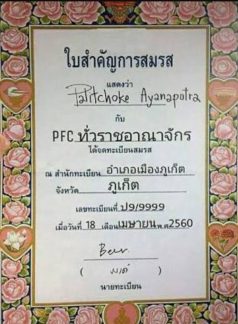 ใบสำคัญการสมรส
แสดงว่า
Palitchoke Ayanaputra
กับ
PFC ทั่วราชอาณาจักร
ได้จดทะเบียนสมรส
ณ สำนักทะเบียน อำเภอเมืองภูเก็ต
จังหวัด ภูเก็ต
เลขทะเบียนที่ ป9/9999
เมื่อวันที่ 18 เดือนเมษายน พ.ศ2560
( )
นายทะเบียน